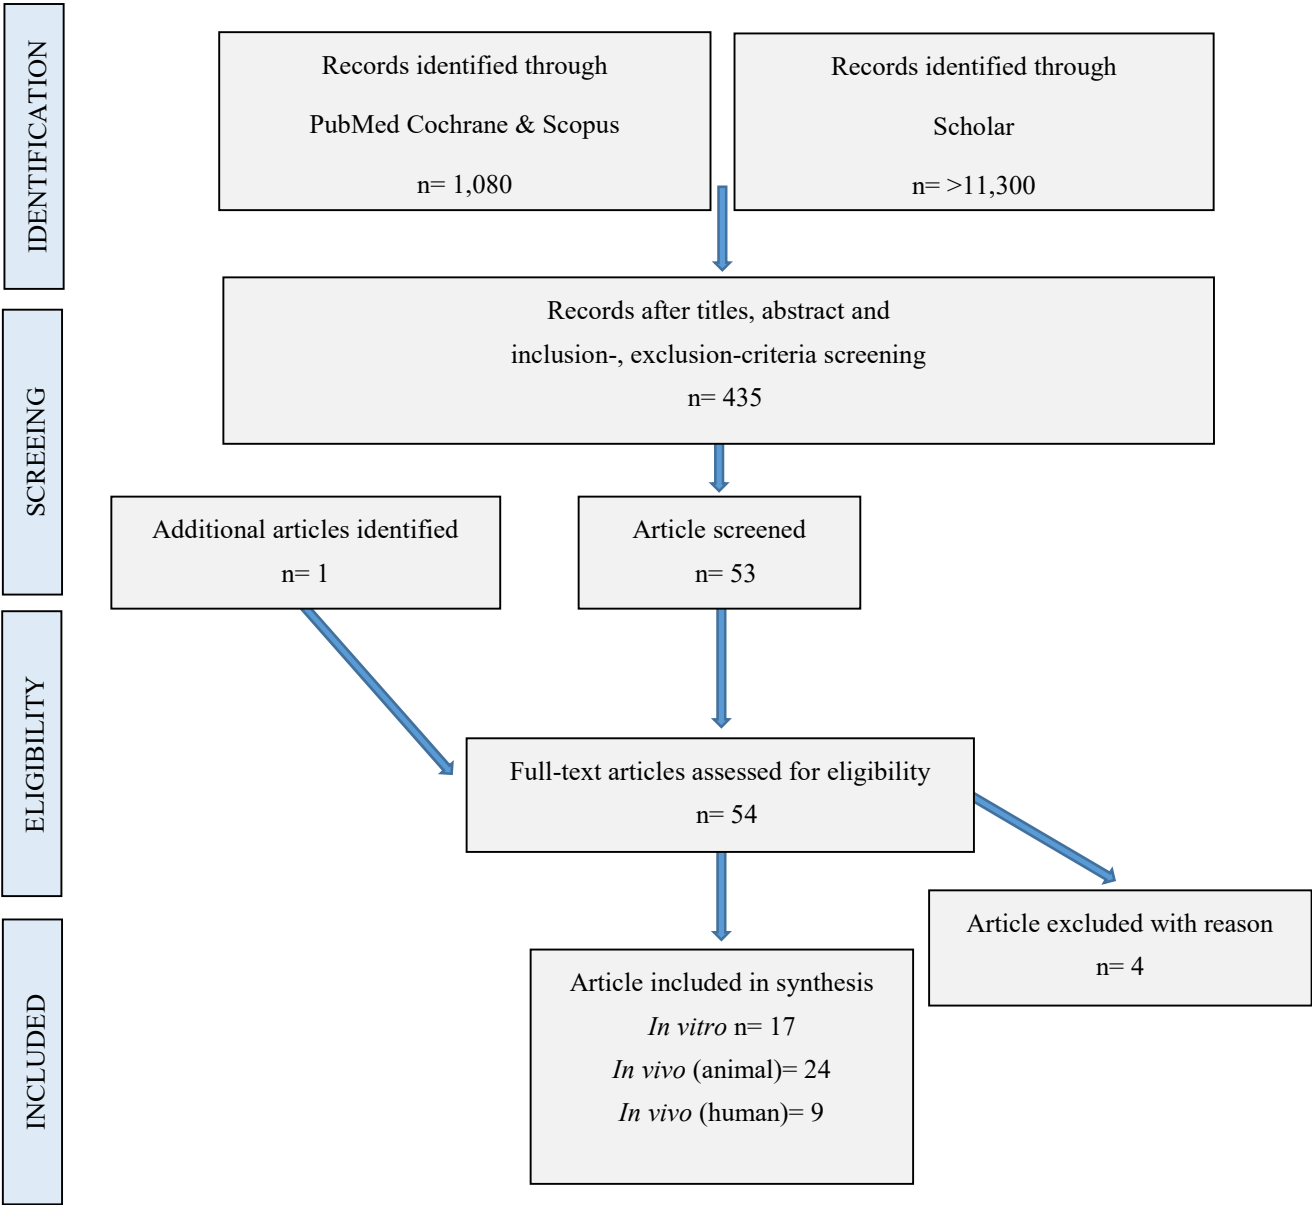 IDENTIFICATION
Records identified through
PubMed Cochrane & Scopus
n= 1,080
Records identified through
Scholar
n= >11,300
SCREEING
Records after titles, abstract and
inclusion-, exclusion-criteria screening
n= 435
Additional articles identified
n= 1
Article screened
n= 53
ELIGIBILITY
Full-text articles assessed for eligibility
n= 54
Article excluded with reason
n= 4
INCLUDED
Article included in synthesis
In vitro n= 17
In vivo (animal)= 24
In vivo (human)= 9